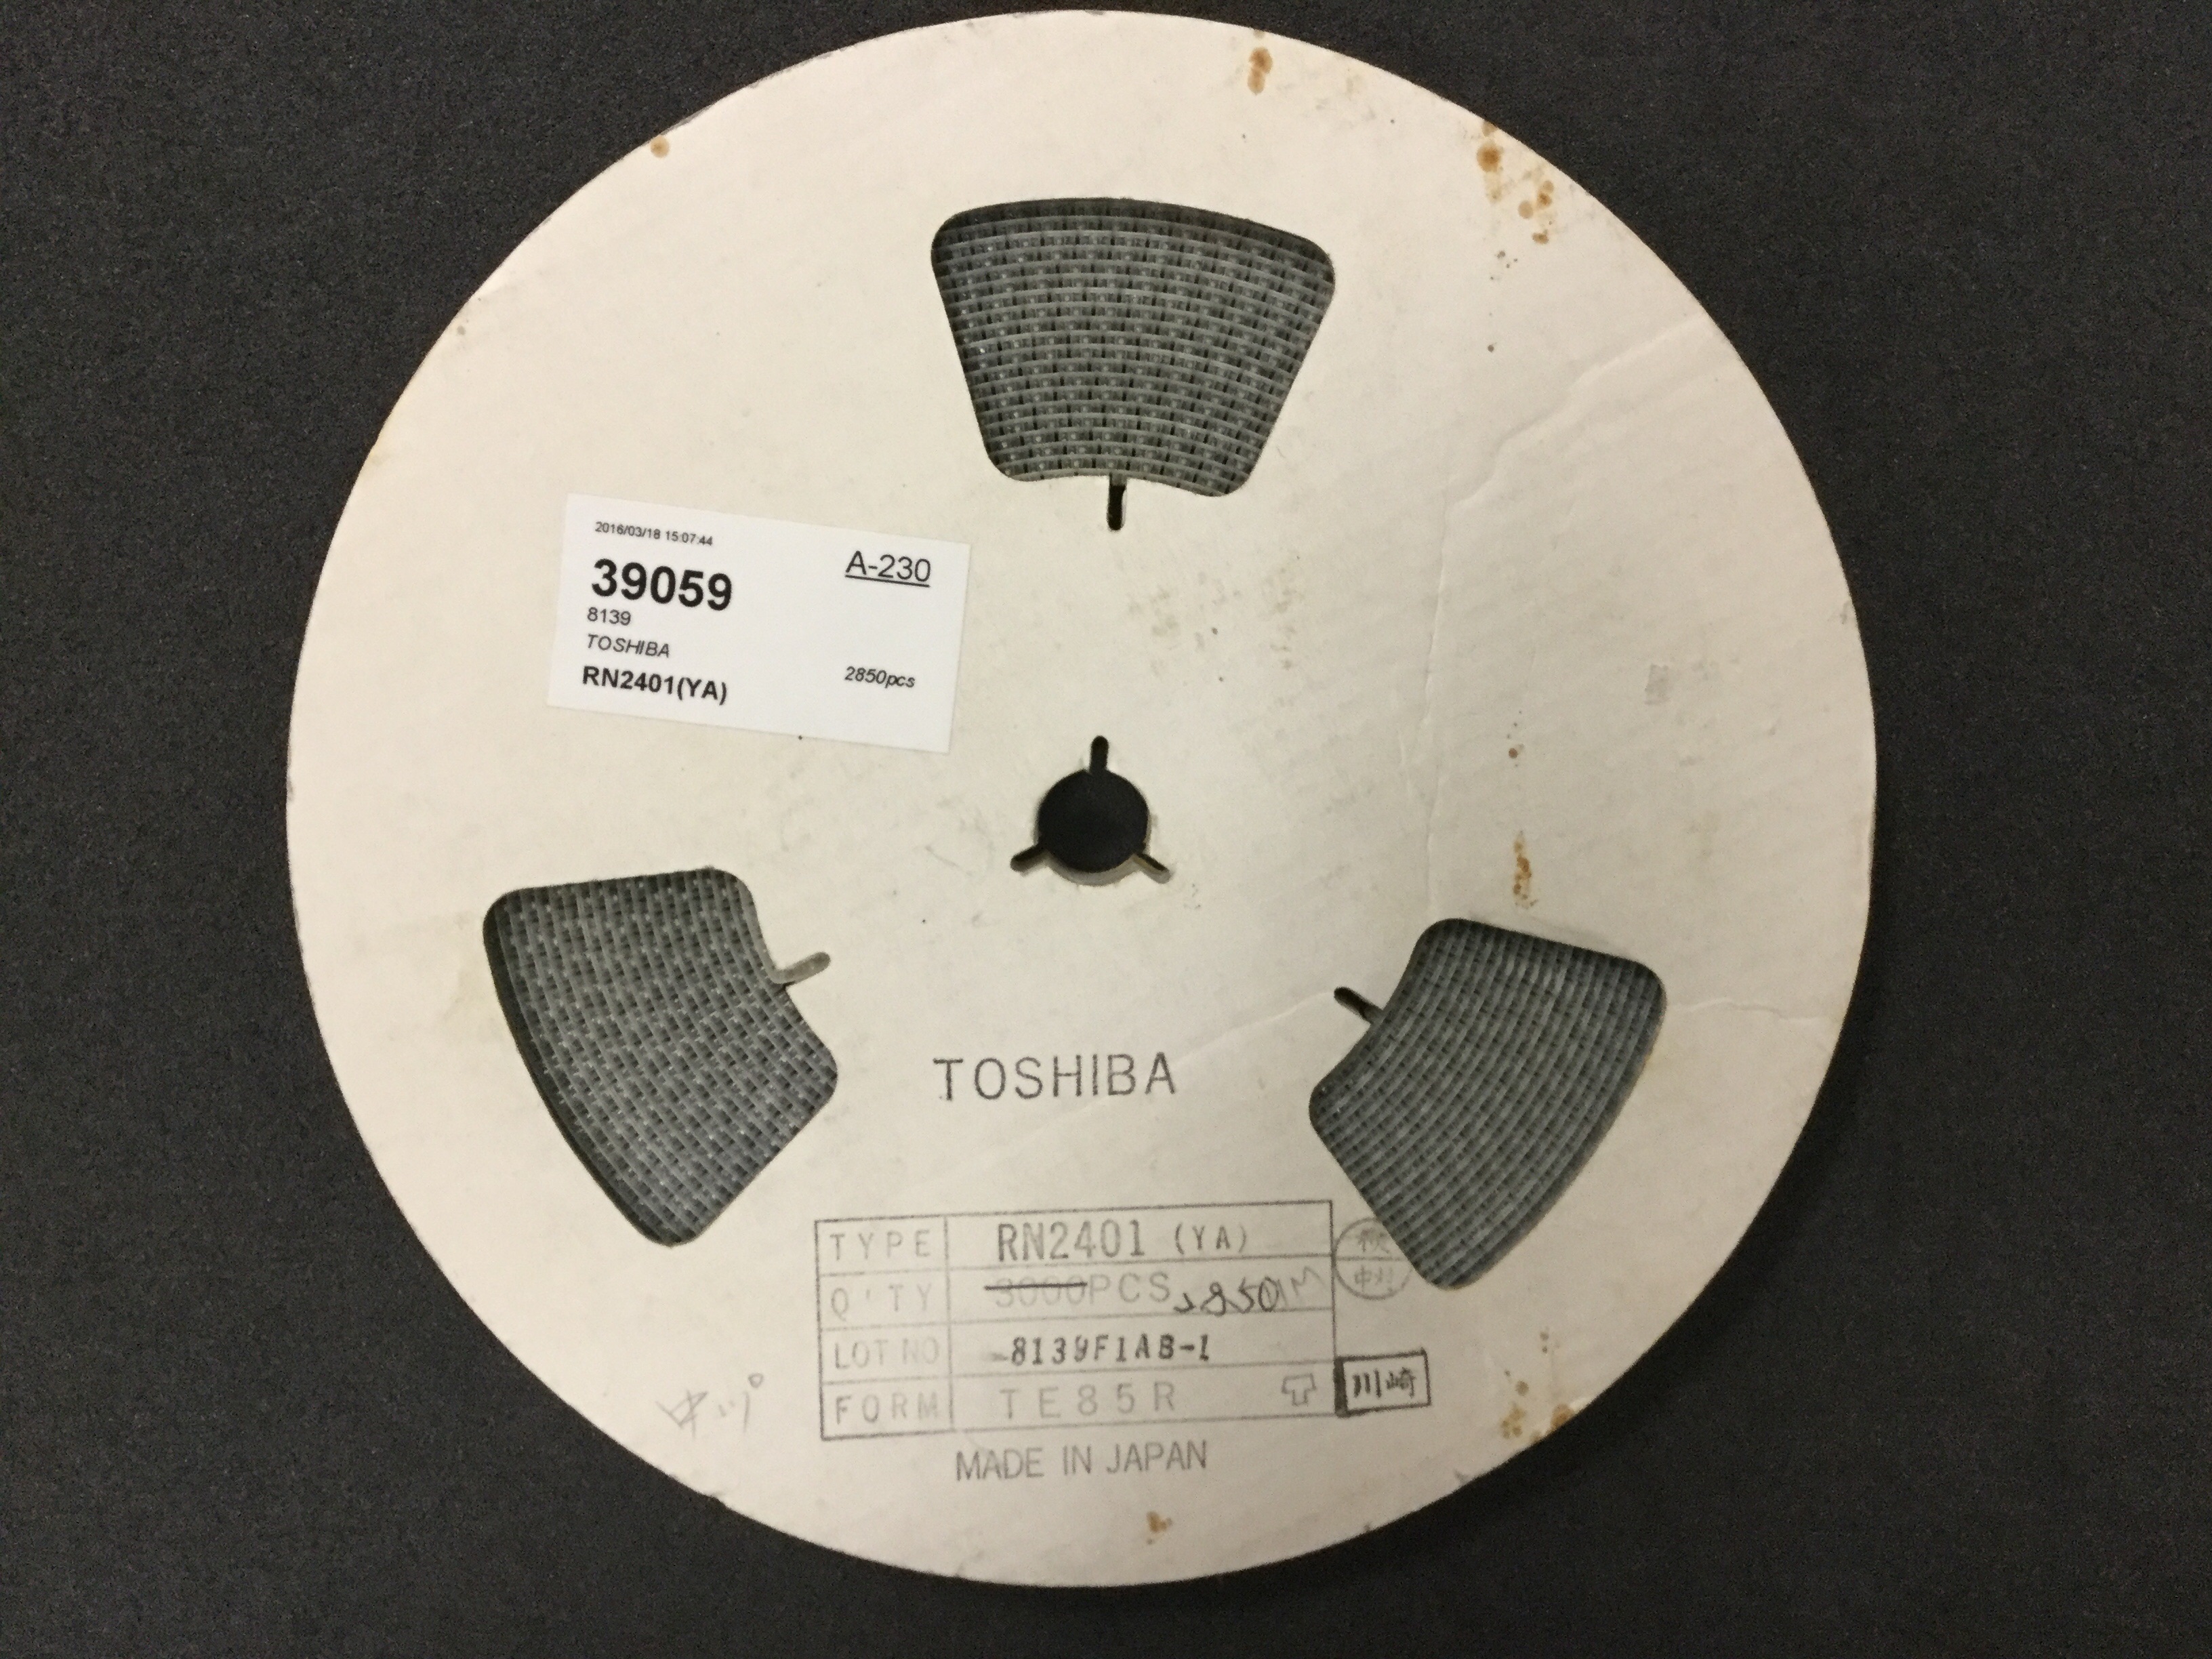 2016/03/18 15:07:44
39059
A-230
8139
TOSHIBA
RN2401(YA)
2850pcs
TOSHIBA
TYPE RN2401 (YA)
Q'TY 3000PCS 2850
LOT NO 8139F1AB-1
FORM TE85R
川崎
MADE IN JAPAN